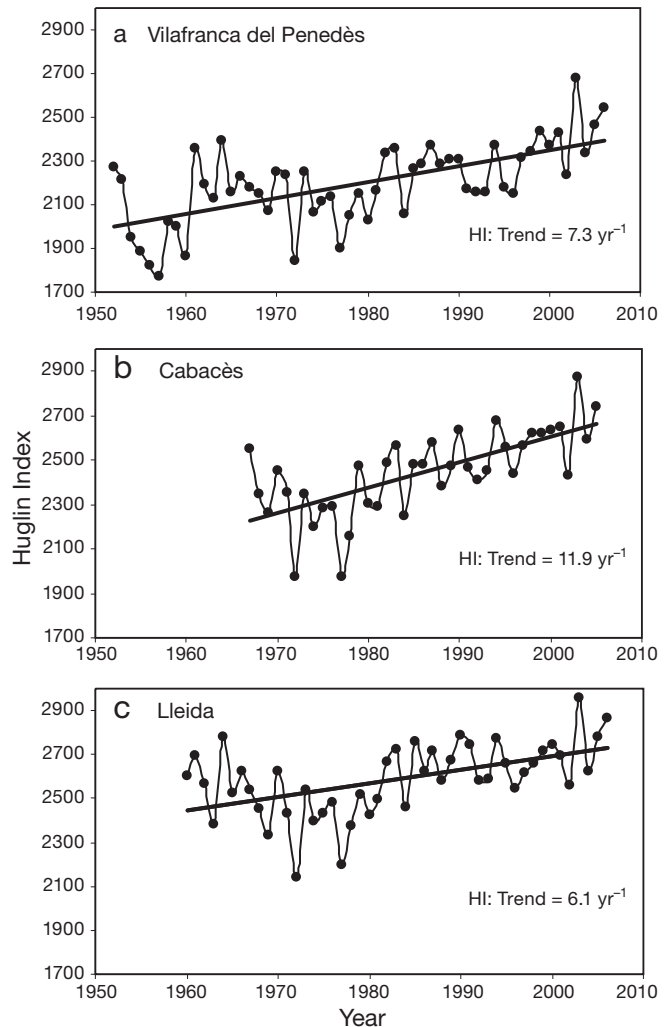 2900
2700
2500
2300
2100
1900
1700
a Vilafranca del Penedès
HI: Trend = 7.3 yr⁻¹
1950 1960 1970 1980 1990 2000 2010
2900
2700
2500
2300
2100
1900
1700
b Cabacès
HI: Trend = 11.9 yr⁻¹
1950 1960 1970 1980 1990 2000 2010
Huglin Index
2900
2700
2500
2300
2100
1900
1700
c Lleida
HI: Trend = 6.1 yr⁻¹
1950 1960 1970 1980 1990 2000 2010
Year